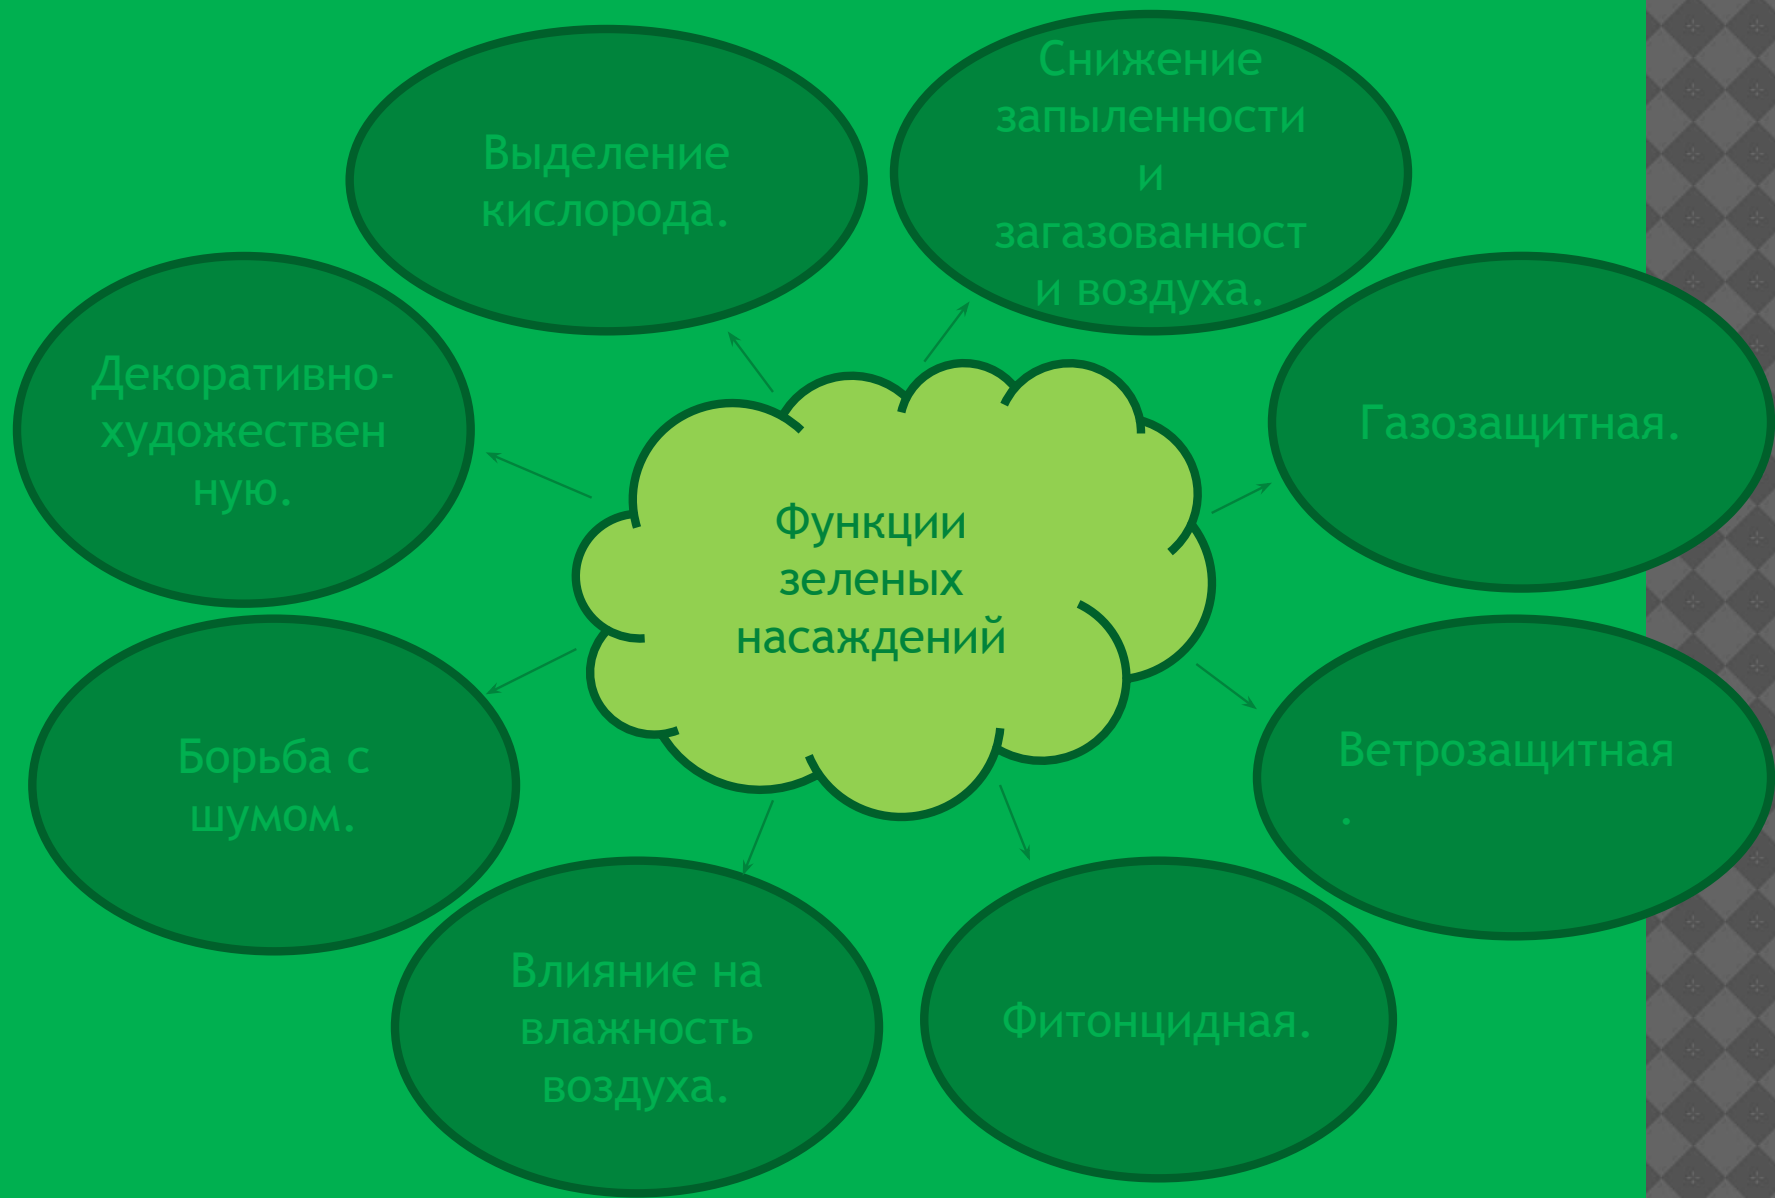 Выделение
кислорода.
Снижение
запыленности
и
загазованност
и воздуха.
Декоративно-
художествен
ную.
Газозащитная.
Функции
зеленых
насаждений
Борьба с
шумом.
Ветрозащитная
.
Влияние на
влажность
воздуха.
Фитонцидная.